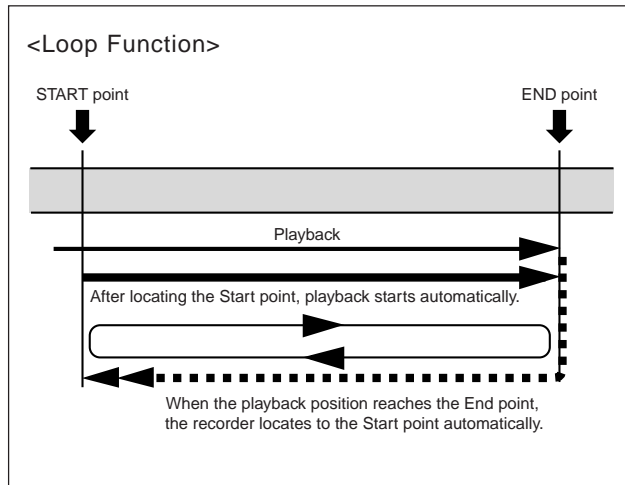 <Loop Function>
START point
END point
Playback
After locating the Start point, playback starts automatically.
When the playback position reaches the End point,
the recorder locates to the Start point automatically.